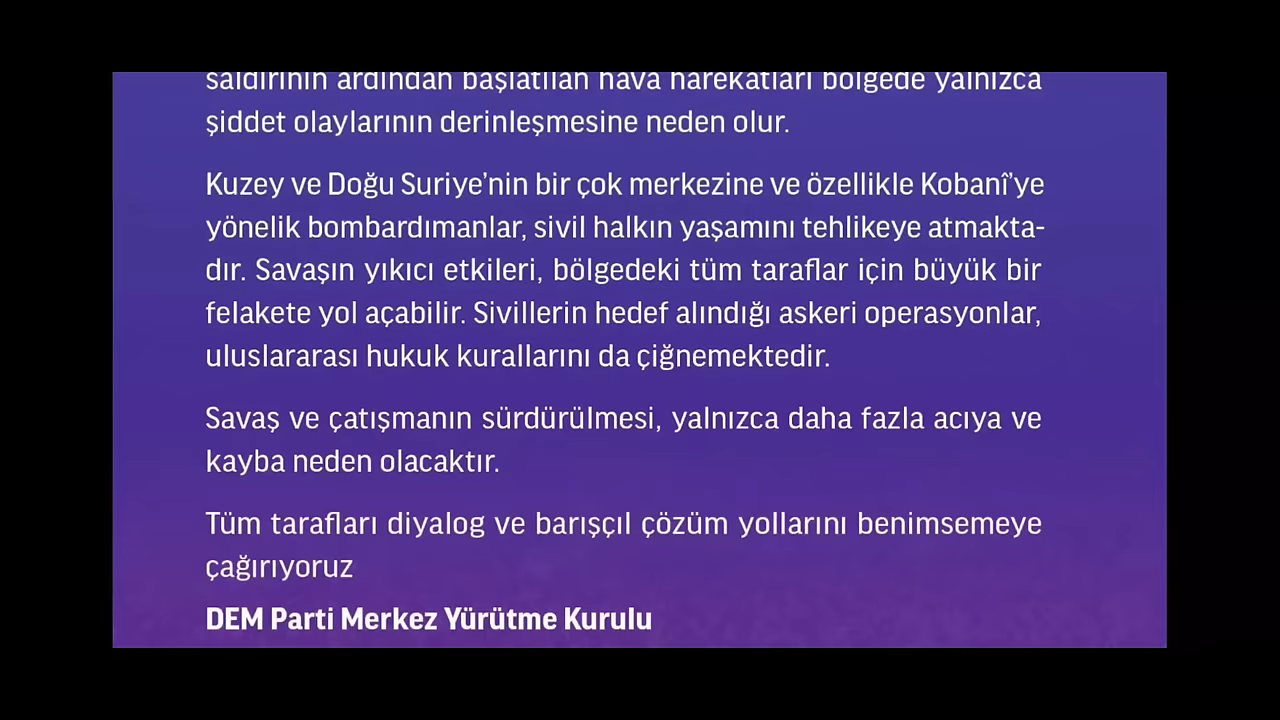 saldırının ardından başlatılan hava harekatları bölgede yalnızca
şiddet olaylarının derinleşmesine neden olur.
Kuzey ve Doğu Suriye’nin bir çok merkezine ve özellikle Kobanî’ye
yönelik bombardımanlar, sivil halkın yaşamını tehlikeye atmakta-
dır. Savaşın yıkıcı etkileri, bölgedeki tüm taraflar için büyük bir
felakete yol açabilir. Sivillerin hedef alındığı askeri operasyonlar,
uluslararası hukuk kurallarını da çiğnemektedir.
Savaş ve çatışmanın sürdürülmesi, yalnızca daha fazla acıya ve
kayba neden olacaktır.
Tüm tarafları diyalog ve barışçıl çözüm yollarını benimsemeye
çağırıyoruz
DEM Parti Merkez Yürütme Kurulu